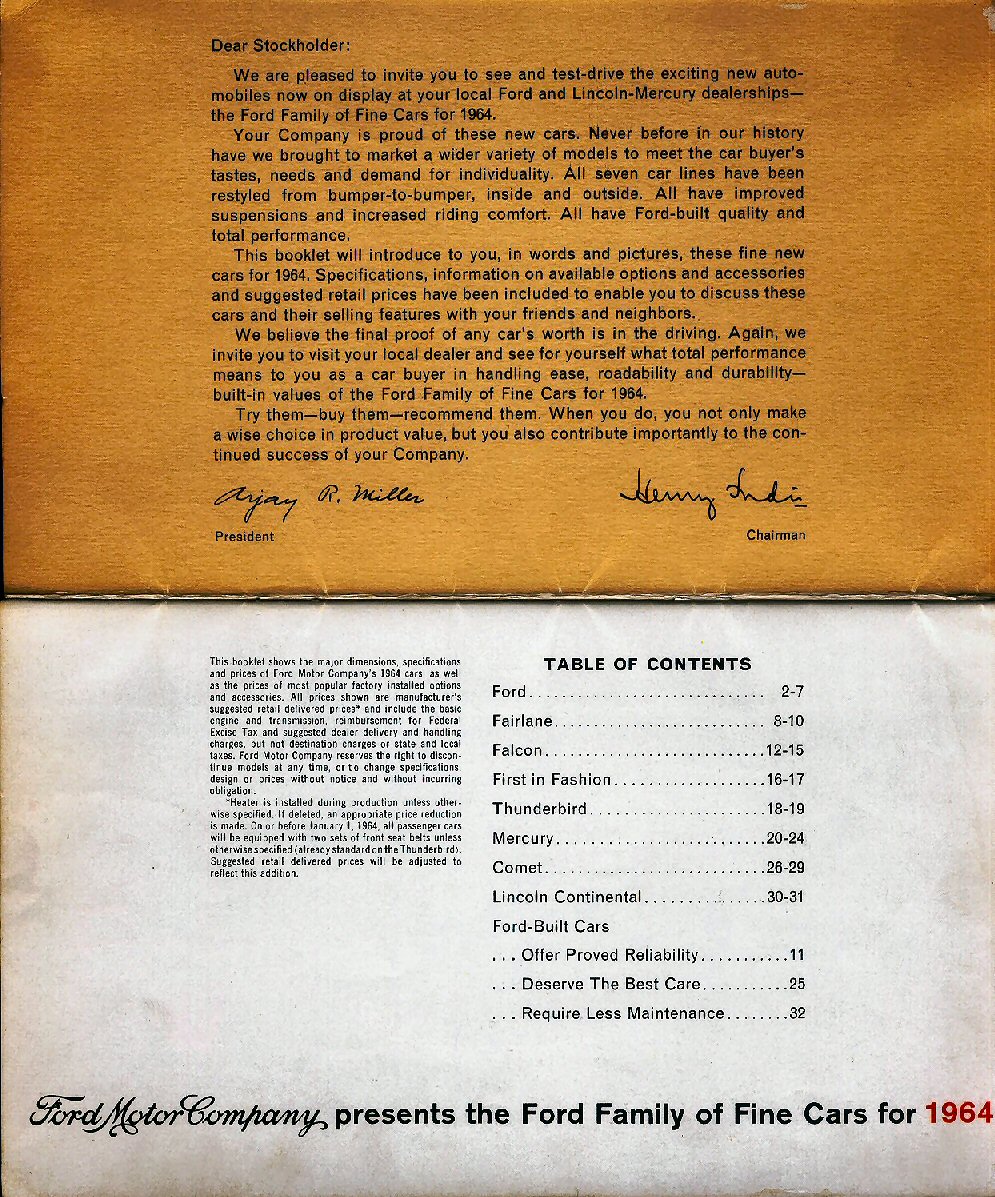 Dear Stockholder:
We are pleased to invite you to see and test-drive the exciting new auto-
mobiles now on display at your local Ford and Lincoln-Mercury dealerships—
the Ford Family of Fine Cars for 1964.
Your Company is proud of these new cars. Never before in our history
have we brought to market a wider variety of models to meet the car buyer's
tastes, needs and demand for individuality. All seven car lines have been
restyled from bumper-to-bumper, inside and outside. All have improved
suspensions and increased riding comfort. All have Ford-built quality and
total performance.
This booklet will introduce to you, in words and pictures, these fine new
cars for 1964. Specifications, information on available options and accessories
and suggested retail prices have been included to enable you to discuss these
cars and their selling features with your friends and neighbors.
We believe the final proof of any car's worth is in the driving. Again, we
invite you to visit your local dealer and see for yourself what total performance
means to you as a car buyer in handling ease, roadability and durability—
built-in values of the Ford Family of Fine Cars for 1964.
Try them—buy them—recommend them. When you do, you not only make
a wise choice in product value, but you also contribute importantly to the con-
tinued success of your Company.
Arjay R. Miller
President
Henry Ford II
Chairman
This booklet shows the major dimensions, specifications
and prices of Ford Motor Company's 1964 cars, as well
as the prices of most popular factory installed options
and accessories. All prices shown are manufacturer's
suggested retail delivered prices* and include the basic
engine and transmission, reimbursement for Federal
Excise Tax and suggested dealer delivery and handling
charges, but not destination charges or state and local
taxes. Ford Motor Company reserves the right to discon-
tinue models at any time, or to change specifications,
design or prices without notice and without incurring
obligation.
*Heater is installed during production unless other-
wise specified. If deleted, an appropriate price reduction
is made. On or before January 1, 1964, all passenger cars
will be equipped with two sets of front seat belts unless
otherwise specified (already standard on the Thunderbird).
Suggested retail delivered prices will be adjusted to
reflect this addition.
TABLE OF CONTENTS
Ford.............................. 2-7
Fairlane.......................... 8-10
Falcon...........................12-15
First in Fashion..................16-17
Thunderbird......................18-19
Mercury..........................20-24
Comet...........................26-29
Lincoln Continental...............30-31
Ford-Built Cars
... Offer Proved Reliability...........11
... Deserve The Best Care...........25
... Require Less Maintenance........32
Ford Motor Company presents the Ford Family of Fine Cars for 1964